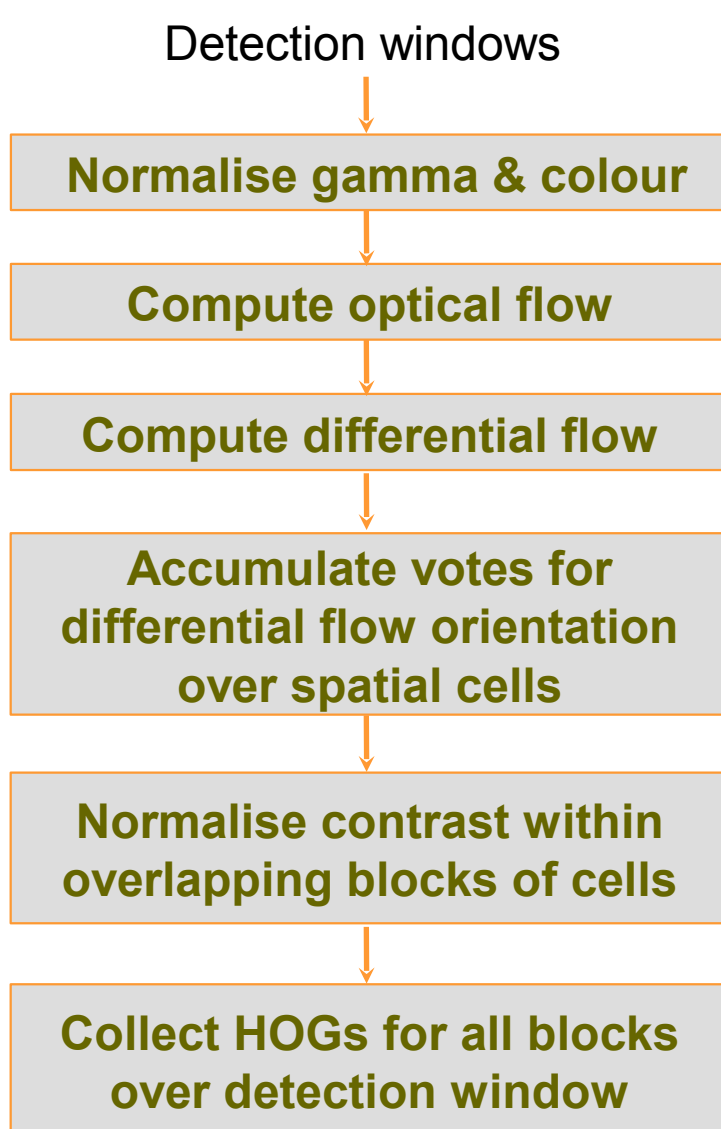 Detection windows
Normalise gamma & colour
Compute optical flow
Compute differential flow
Accumulate votes for
differential flow orientation
over spatial cells
Normalise contrast within
overlapping blocks of cells
Collect HOGs for all blocks
over detection window